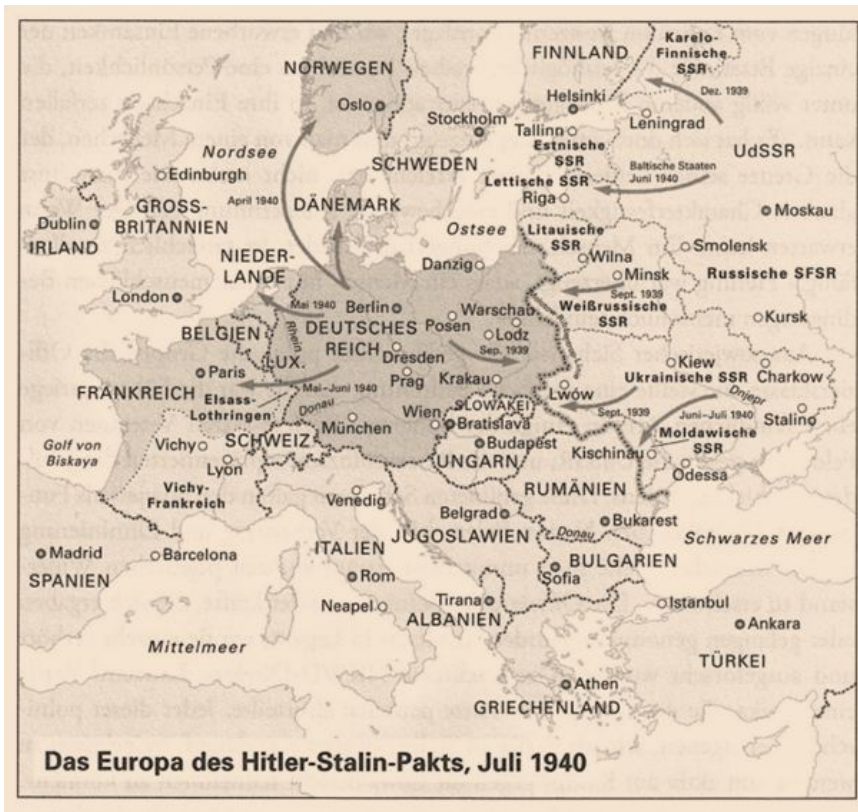 Karelo-
Finnische
SSR
FINNLAND
NORWEGEN
Dez. 1939
Oslo
Helsinki
Stockholm
Leningrad
Tallinn
Estnische
SSR
Nordsee
UdSSR
SCHWEDEN
Edinburgh
Baltische Staaten
Juni 1940
Lettische SSR
April 1940
DÄNEMARK
Riga
GROSS-
BRITANNIEN
Moskau
Dublin
IRLAND
Ostsee
Litauische
SSR
NIEDER-
LANDE
Wilna
Smolensk
Danzig
Minsk
Russische SFSR
London
Mai 1940
Berlin
Sept. 1939
Warschau
Weißrussische
SSR
Posen
Kursk
BELGIEN
Rhein
DEUTSCHES
REICH
Lodz
LUX.
Dresden
Sep. 1939
Kiew
Charkow
Paris
Prag
Krakau
Ukrainische SSR
FRANKREICH
Mai-Juni 1940
Lwów
Dnjepr
Elsass-
Lothringen
Donau
SLOWAKEI
Sept. 1939
Juni-Juli 1940
Stalino
Wien
Bratislava
München
Moldawische
SSR
Golf von
Biskaya
Vichy
SCHWEIZ
Budapest
Kischinau
Lyon
UNGARN
Odessa
Vichy-
Frankreich
RUMÄNIEN
Venedig
Belgrad
Bukarest
JUGOSLAWIEN
Donau
Schwarzes Meer
Madrid
Barcelona
ITALIEN
BULGARIEN
SPANIEN
Rom
Sofia
Neapel
Tirana
Istanbul
ALBANIEN
Ankara
Mittelmeer
TÜRKEI
Athen
GRIECHENLAND
Das Europa des Hitler-Stalin-Pakts, Juli 1940